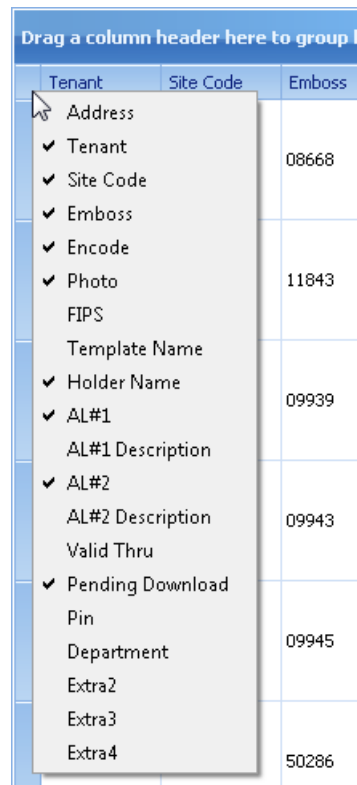 Drag a column header here to group
Tenant Site Code Emboss
Address
✔ Tenant
✔ Site Code
✔ Emboss
✔ Encode
✔ Photo
FIPS
Template Name
✔ Holder Name
✔ AL#1
AL#1 Description
✔ AL#2
AL#2 Description
Valid Thru
✔ Pending Download
Pin
Department
Extra2
Extra3
Extra4
08668
11843
09939
09943
09945
50286